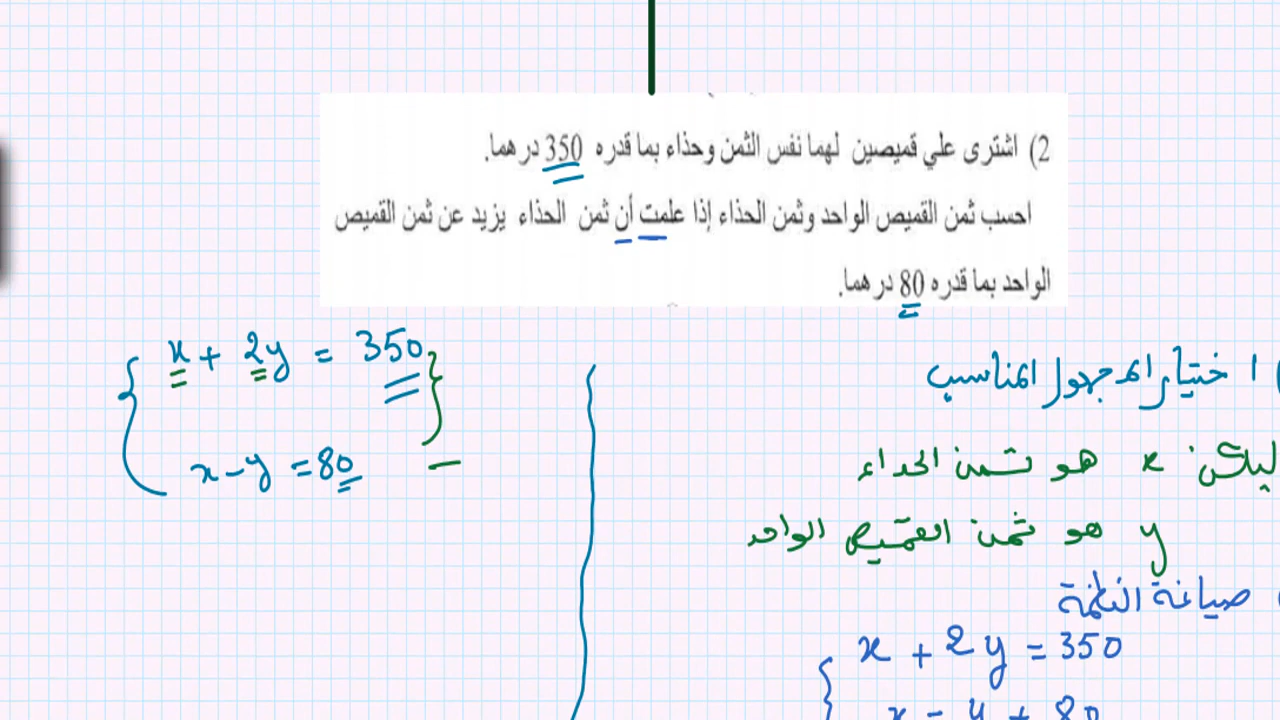 2) اشترى علي قميصين لهما نفس الثمن وحذاء بما قدره 350 درهما.
احسب ثمن القميص الواحد وثمن الحذاء إذا علمت أن ثمن الحذاء يزيد عن ثمن القميص
الواحد بما قدره 80 درهما.
x + 2y = 350
x - y = 80
اختيار المجهول المناسب
ليكن x هو ثمن الحداء
y هو ثمن القميص الواحد
صياغة النظمة
x + 2y = 350
x = y + 80